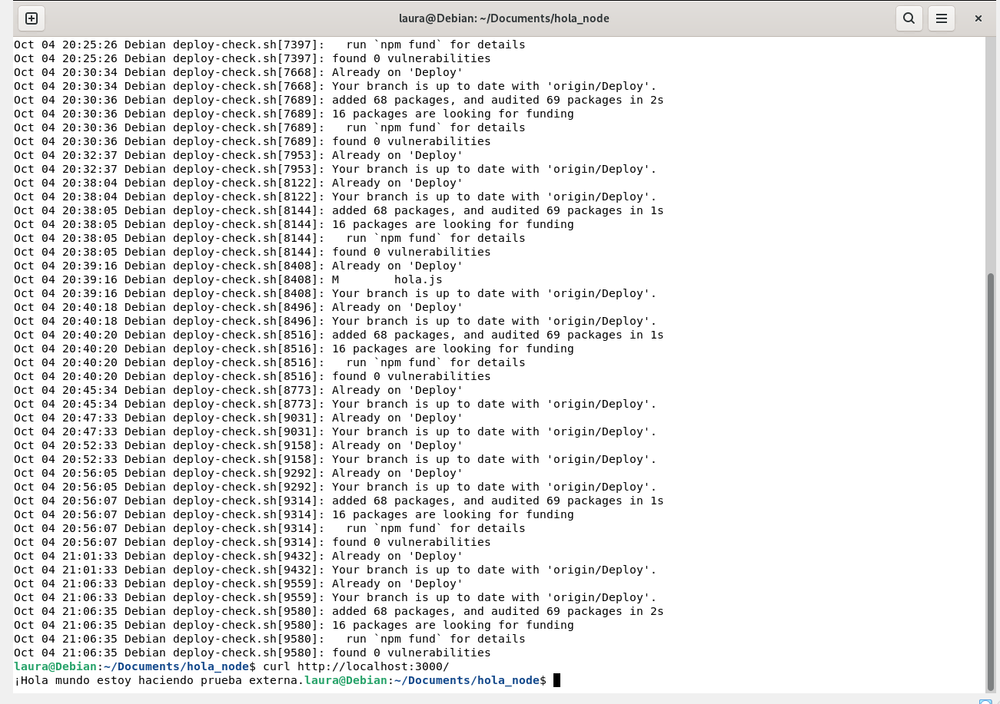 laura@Debian: ~/Documents/hola_node
Oct 04 20:25:26 Debian deploy-check.sh[7397]:   run `npm fund` for details
Oct 04 20:25:26 Debian deploy-check.sh[7397]: found 0 vulnerabilities
Oct 04 20:30:34 Debian deploy-check.sh[7668]: Already on 'Deploy'
Oct 04 20:30:34 Debian deploy-check.sh[7668]: Your branch is up to date with 'origin/Deploy'.
Oct 04 20:30:36 Debian deploy-check.sh[7689]: added 68 packages, and audited 69 packages in 2s
Oct 04 20:30:36 Debian deploy-check.sh[7689]: 16 packages are looking for funding
Oct 04 20:30:36 Debian deploy-check.sh[7689]:   run `npm fund` for details
Oct 04 20:30:36 Debian deploy-check.sh[7689]: found 0 vulnerabilities
Oct 04 20:32:37 Debian deploy-check.sh[7953]: Already on 'Deploy'
Oct 04 20:32:37 Debian deploy-check.sh[7953]: Your branch is up to date with 'origin/Deploy'.
Oct 04 20:38:04 Debian deploy-check.sh[8122]: Already on 'Deploy'
Oct 04 20:38:04 Debian deploy-check.sh[8122]: Your branch is up to date with 'origin/Deploy'.
Oct 04 20:38:05 Debian deploy-check.sh[8144]: added 68 packages, and audited 69 packages in 1s
Oct 04 20:38:05 Debian deploy-check.sh[8144]: 16 packages are looking for funding
Oct 04 20:38:05 Debian deploy-check.sh[8144]:   run `npm fund` for details
Oct 04 20:38:05 Debian deploy-check.sh[8144]: found 0 vulnerabilities
Oct 04 20:39:16 Debian deploy-check.sh[8408]: Already on 'Deploy'
Oct 04 20:39:16 Debian deploy-check.sh[8408]: M        hola.js
Oct 04 20:39:16 Debian deploy-check.sh[8408]: Your branch is up to date with 'origin/Deploy'.
Oct 04 20:40:18 Debian deploy-check.sh[8496]: Already on 'Deploy'
Oct 04 20:40:18 Debian deploy-check.sh[8496]: Your branch is up to date with 'origin/Deploy'.
Oct 04 20:40:20 Debian deploy-check.sh[8516]: added 68 packages, and audited 69 packages in 1s
Oct 04 20:40:20 Debian deploy-check.sh[8516]: 16 packages are looking for funding
Oct 04 20:40:20 Debian deploy-check.sh[8516]:   run `npm fund` for details
Oct 04 20:40:20 Debian deploy-check.sh[8516]: found 0 vulnerabilities
Oct 04 20:45:34 Debian deploy-check.sh[8773]: Already on 'Deploy'
Oct 04 20:45:34 Debian deploy-check.sh[8773]: Your branch is up to date with 'origin/Deploy'.
Oct 04 20:47:33 Debian deploy-check.sh[9031]: Already on 'Deploy'
Oct 04 20:47:33 Debian deploy-check.sh[9031]: Your branch is up to date with 'origin/Deploy'.
Oct 04 20:52:33 Debian deploy-check.sh[9158]: Already on 'Deploy'
Oct 04 20:52:33 Debian deploy-check.sh[9158]: Your branch is up to date with 'origin/Deploy'.
Oct 04 20:56:05 Debian deploy-check.sh[9292]: Already on 'Deploy'
Oct 04 20:56:05 Debian deploy-check.sh[9292]: Your branch is up to date with 'origin/Deploy'.
Oct 04 20:56:07 Debian deploy-check.sh[9314]: added 68 packages, and audited 69 packages in 1s
Oct 04 20:56:07 Debian deploy-check.sh[9314]: 16 packages are looking for funding
Oct 04 20:56:07 Debian deploy-check.sh[9314]:   run `npm fund` for details
Oct 04 20:56:07 Debian deploy-check.sh[9314]: found 0 vulnerabilities
Oct 04 21:01:33 Debian deploy-check.sh[9432]: Already on 'Deploy'
Oct 04 21:01:33 Debian deploy-check.sh[9432]: Your branch is up to date with 'origin/Deploy'.
Oct 04 21:06:33 Debian deploy-check.sh[9559]: Already on 'Deploy'
Oct 04 21:06:33 Debian deploy-check.sh[9559]: Your branch is up to date with 'origin/Deploy'.
Oct 04 21:06:35 Debian deploy-check.sh[9580]: added 68 packages, and audited 69 packages in 2s
Oct 04 21:06:35 Debian deploy-check.sh[9580]: 16 packages are looking for funding
Oct 04 21:06:35 Debian deploy-check.sh[9580]:   run `npm fund` for details
Oct 04 21:06:35 Debian deploy-check.sh[9580]: found 0 vulnerabilities
laura@Debian:~/Documents/hola_node$ curl http://localhost:3000/
¡Hola mundo estoy haciendo prueba externa.laura@Debian:~/Documents/hola_node$